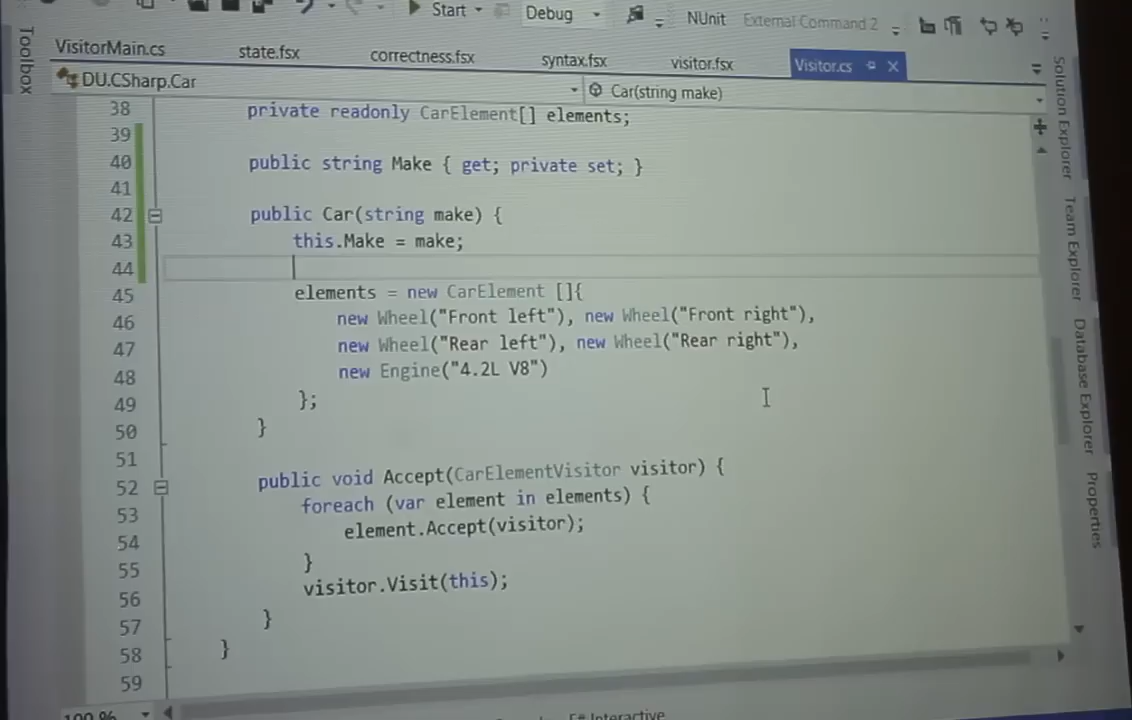 Start Debug NUnit External Command 2
VisitorMain.cs state.fsx correctness.fsx syntax.fsx visitor.fsx Visitor.cs
DU.CSharp.Car Car(string make)
38 private readonly CarElement[] elements;
39
40 public string Make { get; private set; }
41
42 public Car(string make) {
43 this.Make = make;
44
45 elements = new CarElement []{
46 new Wheel("Front left"), new Wheel("Front right"),
47 new Wheel("Rear left"), new Wheel("Rear right"),
48 new Engine("4.2L V8")
49 };
50 }
51
52 public void Accept(CarElementVisitor visitor) {
53 foreach (var element in elements) {
54 element.Accept(visitor);
55 }
56 visitor.Visit(this);
57 }
58 }
59
100 %
F# Interactive
Toolbox
Solution Explorer
Team Explorer
Database Explorer
Properties